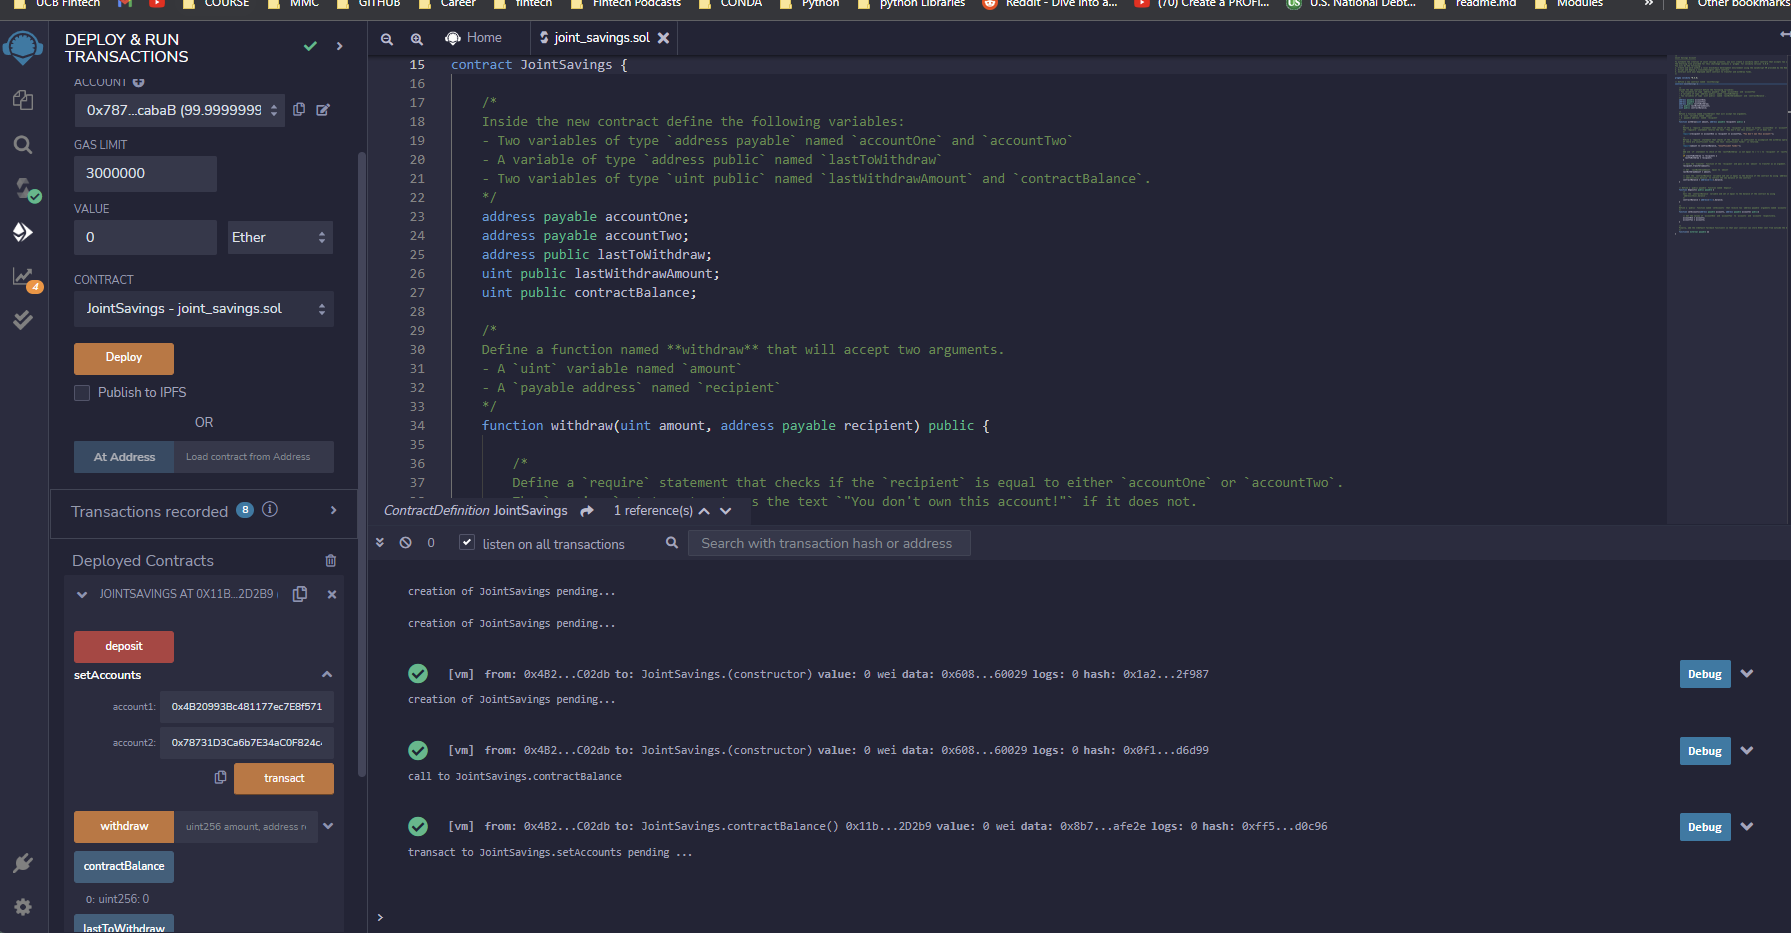 UCB Fintech
COURSE
MMC
GITHUB
Career
fintech
Fintech Podcasts
CONDA
Python
python Libraries
Reddit - Dive into a...
(70) Create a PROFI...
U.S. National Debt...
readme.md
Modules
»
Other bookmarks
DEPLOY & RUN
TRANSACTIONS
ACCOUNT
0x787...cabaB (99.9999999
GAS LIMIT
3000000
VALUE
0
Ether
CONTRACT
JointSavings - joint_savings.sol
Deploy
Publish to IPFS
OR
At Address
Load contract from Address
Transactions recorded 8
Deployed Contracts
JOINTSAVINGS AT 0X11B...2D2B9 (
deposit
setAccounts
account1: 0x4B20993Bc481177ec7E8f571
account2: 0x78731D3Ca6b7E34aC0F824c
transact
withdraw
uint256 amount, address re
contractBalance
0: uint256: 0
lastToWithdraw
4
Home
joint_savings.sol
15 contract JointSavings {
16
17 /*
18 Inside the new contract define the following variables:
19 - Two variables of type `address payable` named `accountOne` and `accountTwo`
20 - A variable of type `address public` named `lastToWithdraw`
21 - Two variables of type `uint public` named `lastWithdrawAmount` and `contractBalance`.
22 */
23 address payable accountOne;
24 address payable accountTwo;
25 address public lastToWithdraw;
26 uint public lastWithdrawAmount;
27 uint public contractBalance;
28
29 /*
30 Define a function named **withdraw** that will accept two arguments.
31 - A `uint` variable named `amount`
32 - A `payable address` named `recipient`
33 */
34 function withdraw(uint amount, address payable recipient) public {
35
36 /*
37 Define a `require` statement that checks if the `recipient` is equal to either `accountOne` or `accountTwo`.
the text `"You don't own this account!"` if it does not.
ContractDefinition JointSavings
1 reference(s)
0
listen on all transactions
Search with transaction hash or address
creation of JointSavings pending...
creation of JointSavings pending...
[vm] from: 0x4B2...C02db to: JointSavings.(constructor) value: 0 wei data: 0x608...60029 logs: 0 hash: 0x1a2...2f987
Debug
creation of JointSavings pending...
[vm] from: 0x4B2...C02db to: JointSavings.(constructor) value: 0 wei data: 0x608...60029 logs: 0 hash: 0x0f1...d6d99
Debug
call to JointSavings.contractBalance
[vm] from: 0x4B2...C02db to: JointSavings.contractBalance() 0x11b...2D2b9 value: 0 wei data: 0x8b7...afe2e logs: 0 hash: 0xff5...d0c96
Debug
transact to JointSavings.setAccounts pending ...
>